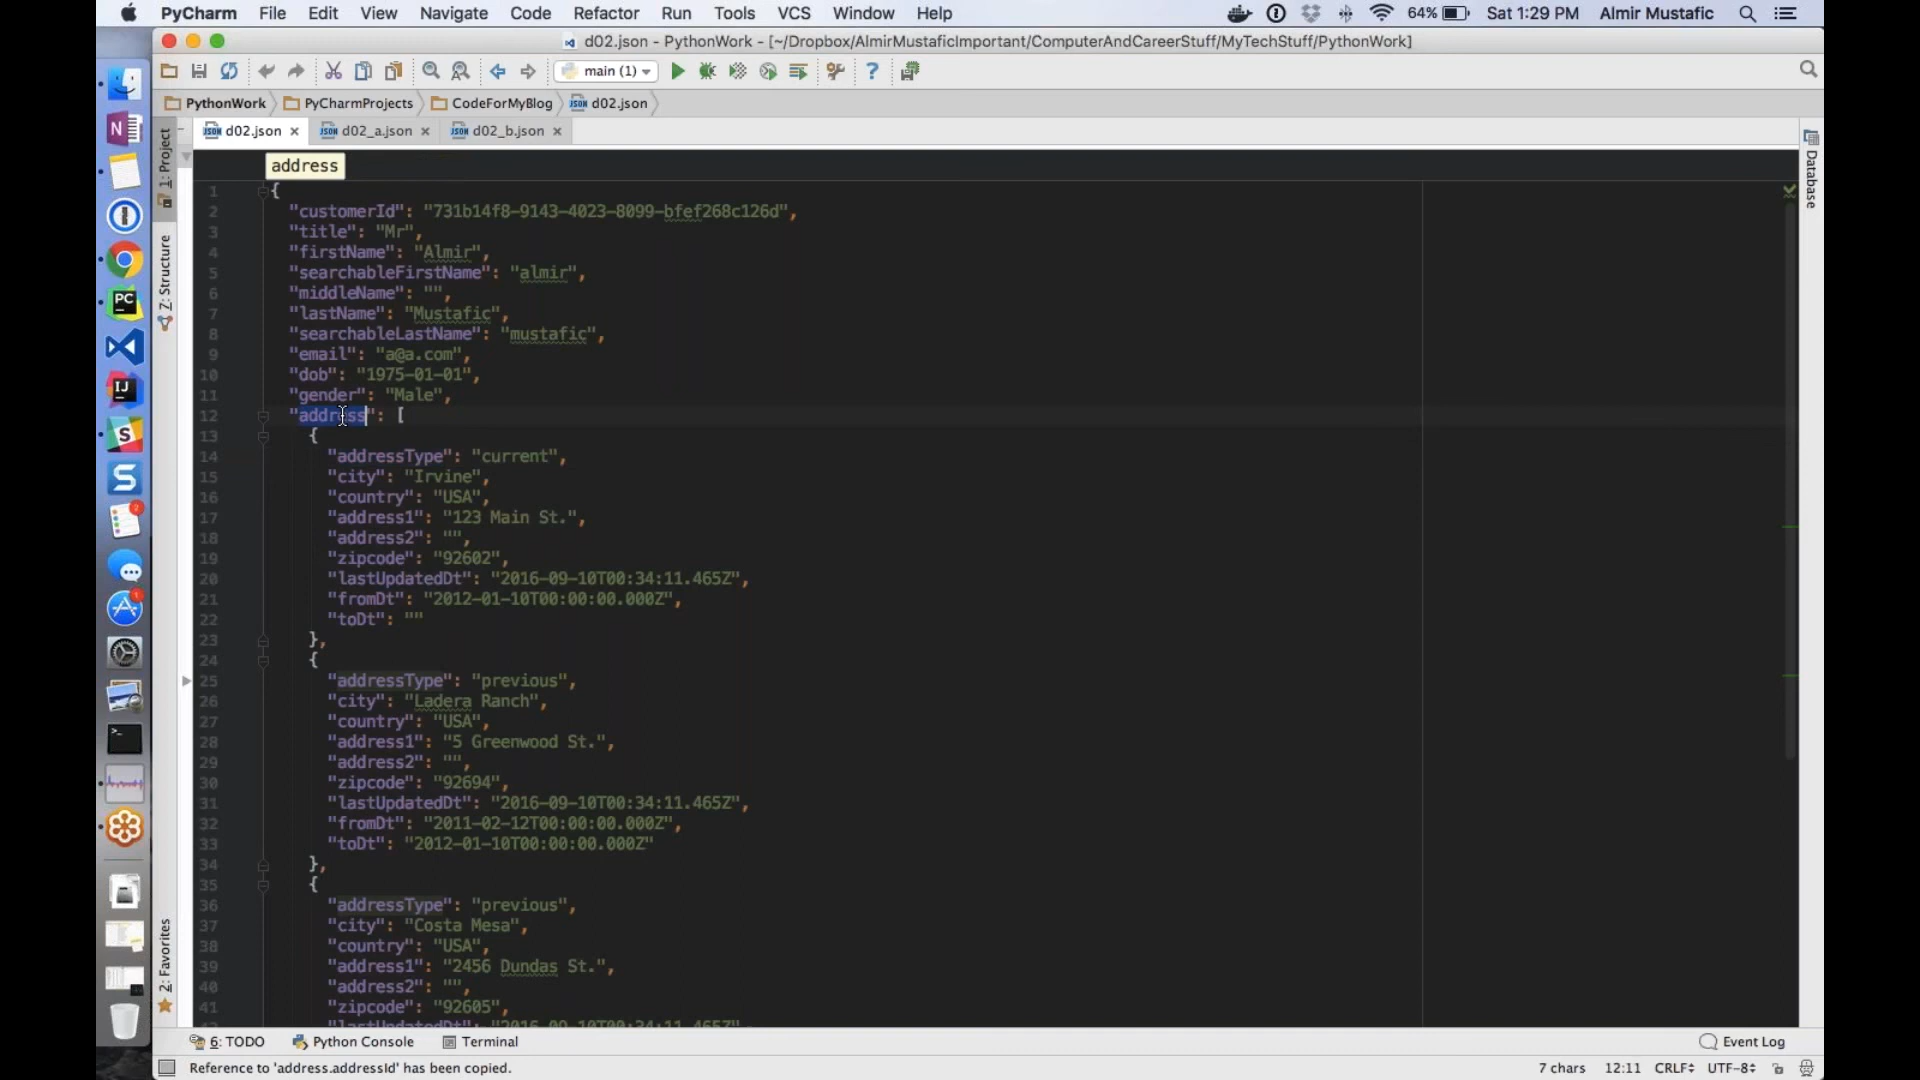 PyCharm File Edit View Navigate Code Refactor Run Tools VCS Window Help 64% Sat 1:29 PM Almir Mustafic
d02.json - PythonWork - [~/Dropbox/AlmirMustaficImportant/ComputerAndCareerStuff/MyTechStuff/PythonWork]
main (1)
PythonWork PyCharmProjects CodeForMyBlog d02.json
d02.json d02_a.json d02_b.json
1: Project
Z: Structure
2: Favorites
Database
address
1 {
2 "customerId": "731b14f8-9143-4023-8099-bfef268c126d",
3 "title": "Mr",
4 "firstName": "Almir",
5 "searchableFirstName": "almir",
6 "middleName": "",
7 "lastName": "Mustafic",
8 "searchableLastName": "mustafic",
9 "email": "a@a.com",
10 "dob": "1975-01-01",
11 "gender": "Male",
12 "address": [
13 {
14 "addressType": "current",
15 "city": "Irvine",
16 "country": "USA",
17 "address1": "123 Main St.",
18 "address2": "",
19 "zipcode": "92602",
20 "lastUpdatedDt": "2016-09-10T00:34:11.465Z",
21 "fromDt": "2012-01-10T00:00:00.000Z",
22 "toDt": ""
23 },
24 {
25 "addressType": "previous",
26 "city": "Ladera Ranch",
27 "country": "USA",
28 "address1": "5 Greenwood St.",
29 "address2": "",
30 "zipcode": "92694",
31 "lastUpdatedDt": "2016-09-10T00:34:11.465Z",
32 "fromDt": "2011-02-12T00:00:00.000Z",
33 "toDt": "2012-01-10T00:00:00.000Z"
34 },
35 {
36 "addressType": "previous",
37 "city": "Costa Mesa",
38 "country": "USA",
39 "address1": "2456 Dundas St.",
40 "address2": "",
41 "zipcode": "92605",
"lastUpdatedDt": "2016-09-10T00:34:11.465Z",
6: TODO Python Console Terminal Event Log
Reference to 'address.addressId' has been copied. 7 chars 12:11 CRLF UTF-8